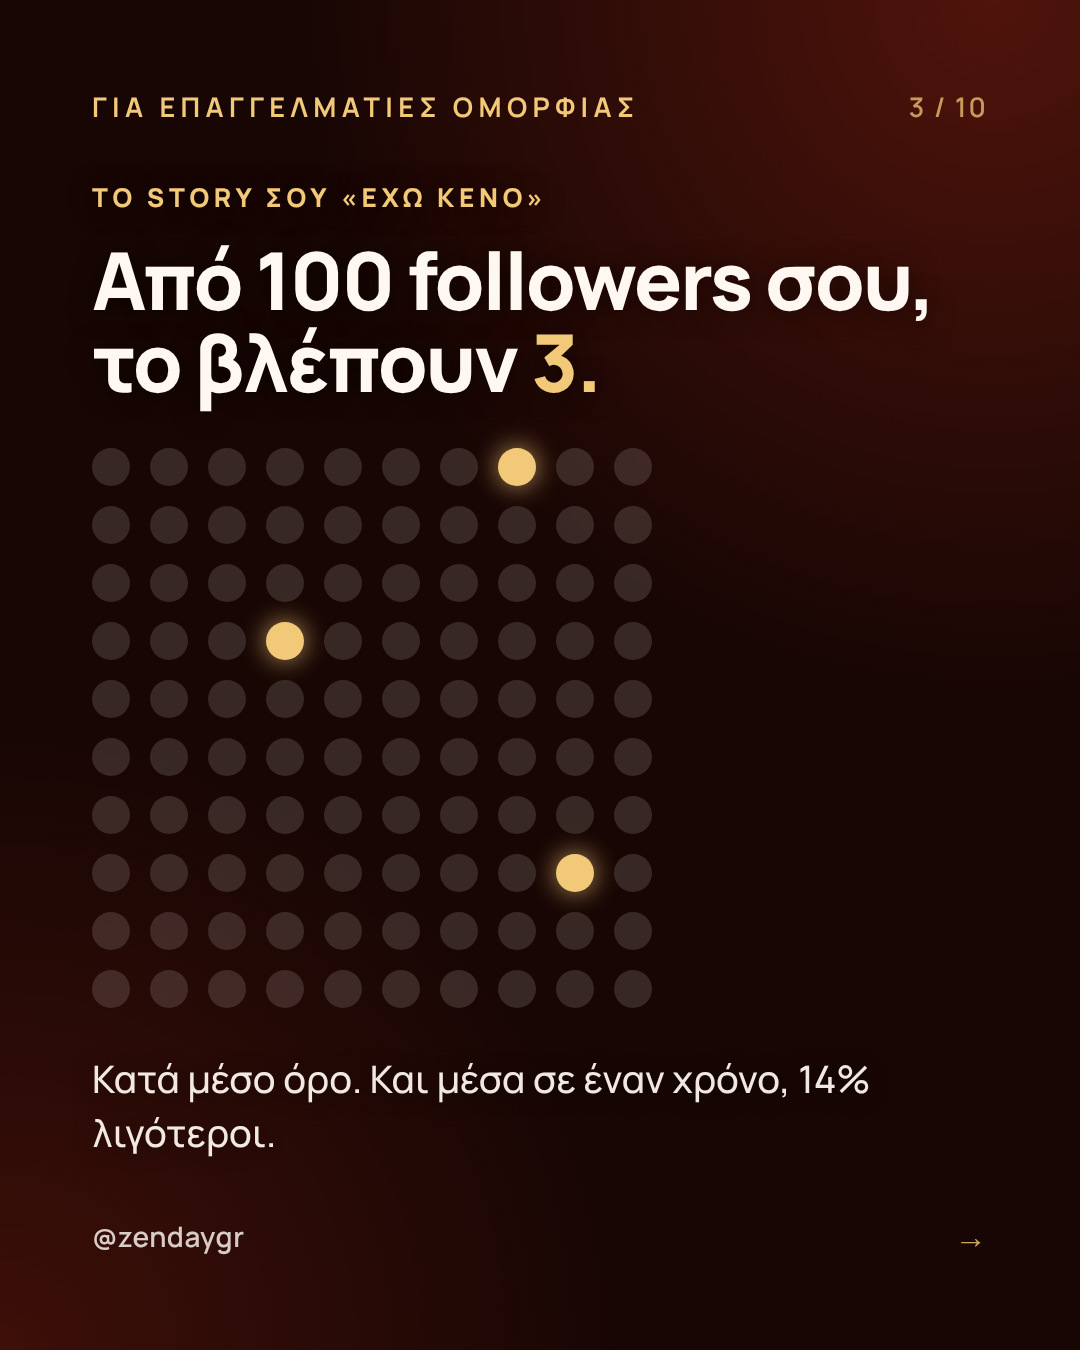 ΓΙΑ ΕΠΑΓΓΕΛΜΑΤΙΕΣ ΟΜΟΡΦΙΑΣ
3 / 10
ΤΟ STORY ΣΟΥ «ΕΧΩ ΚΕΝΟ»
Από 100 followers σου,
το βλέπουν 3.
Κατά μέσο όρο. Και μέσα σε έναν χρόνο, 14%
λιγότεροι.
@zendaygr
→